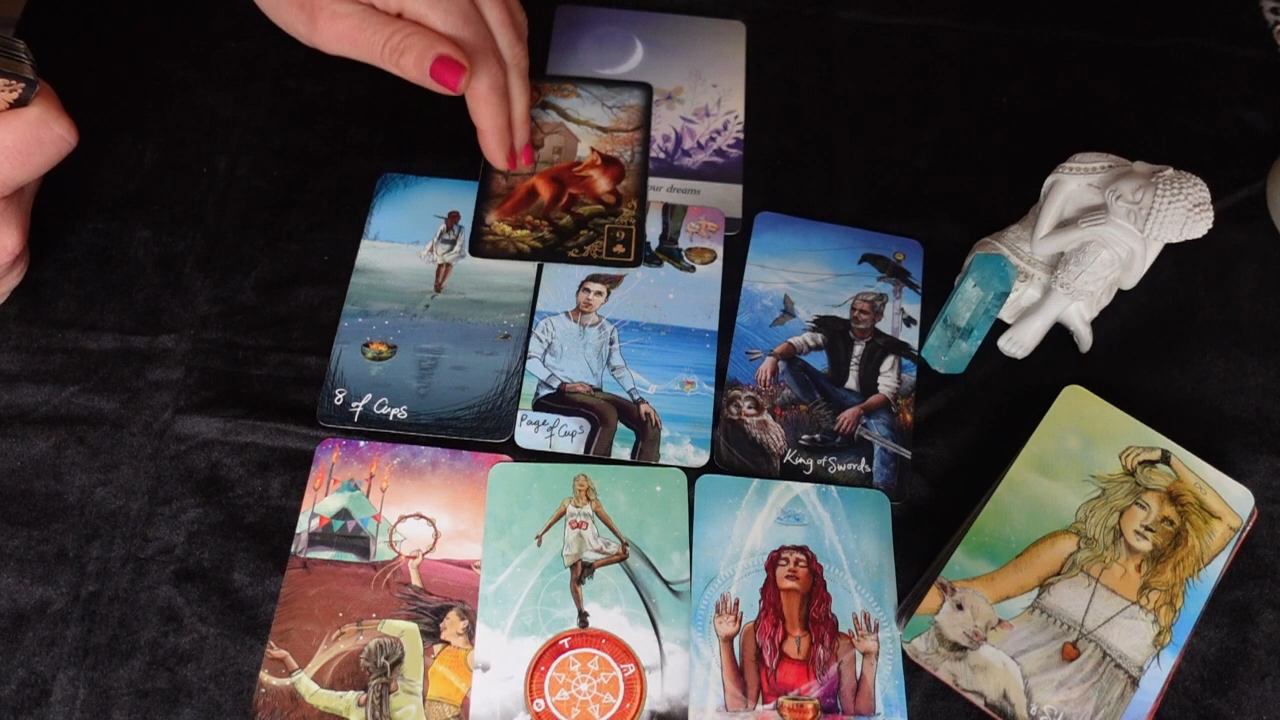 our dreams
9
8 of Cups
Page
of Cups
King of Swords
T
A